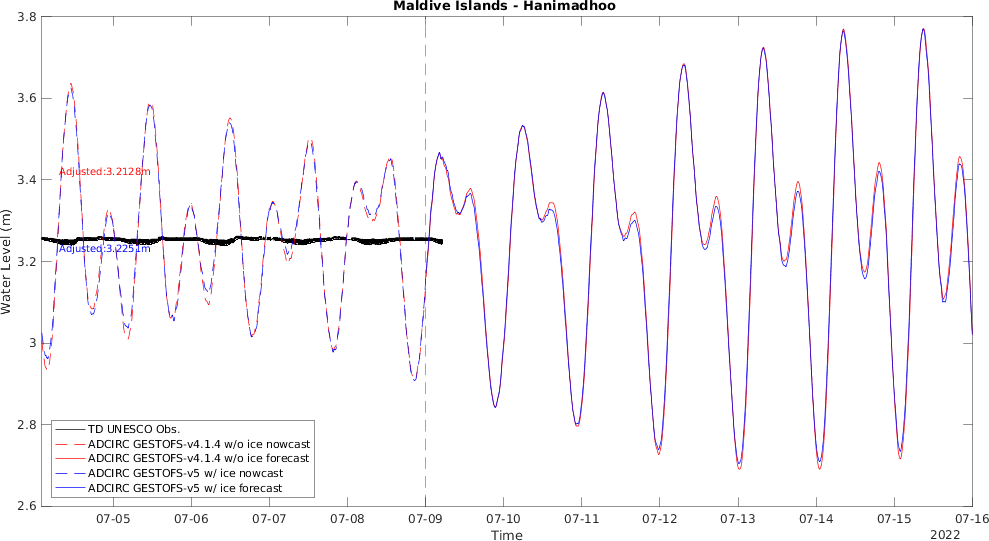 Maldive Islands - Hanimadhoo
3.8
3.6
3.4
3.2
3
2.8
2.6
Water Level (m)
Adjusted:3.2128m
Adjusted:3.2251m
TD UNESCO Obs.
ADCIRC GESTOFS-v4.1.4 w/o ice nowcast
ADCIRC GESTOFS-v4.1.4 w/o ice forecast
ADCIRC GESTOFS-v5 w/ ice nowcast
ADCIRC GESTOFS-v5 w/ ice forecast
07-05 07-06 07-07 07-08 07-09 07-10 07-11 07-12 07-13 07-14 07-15 07-16
Time
2022